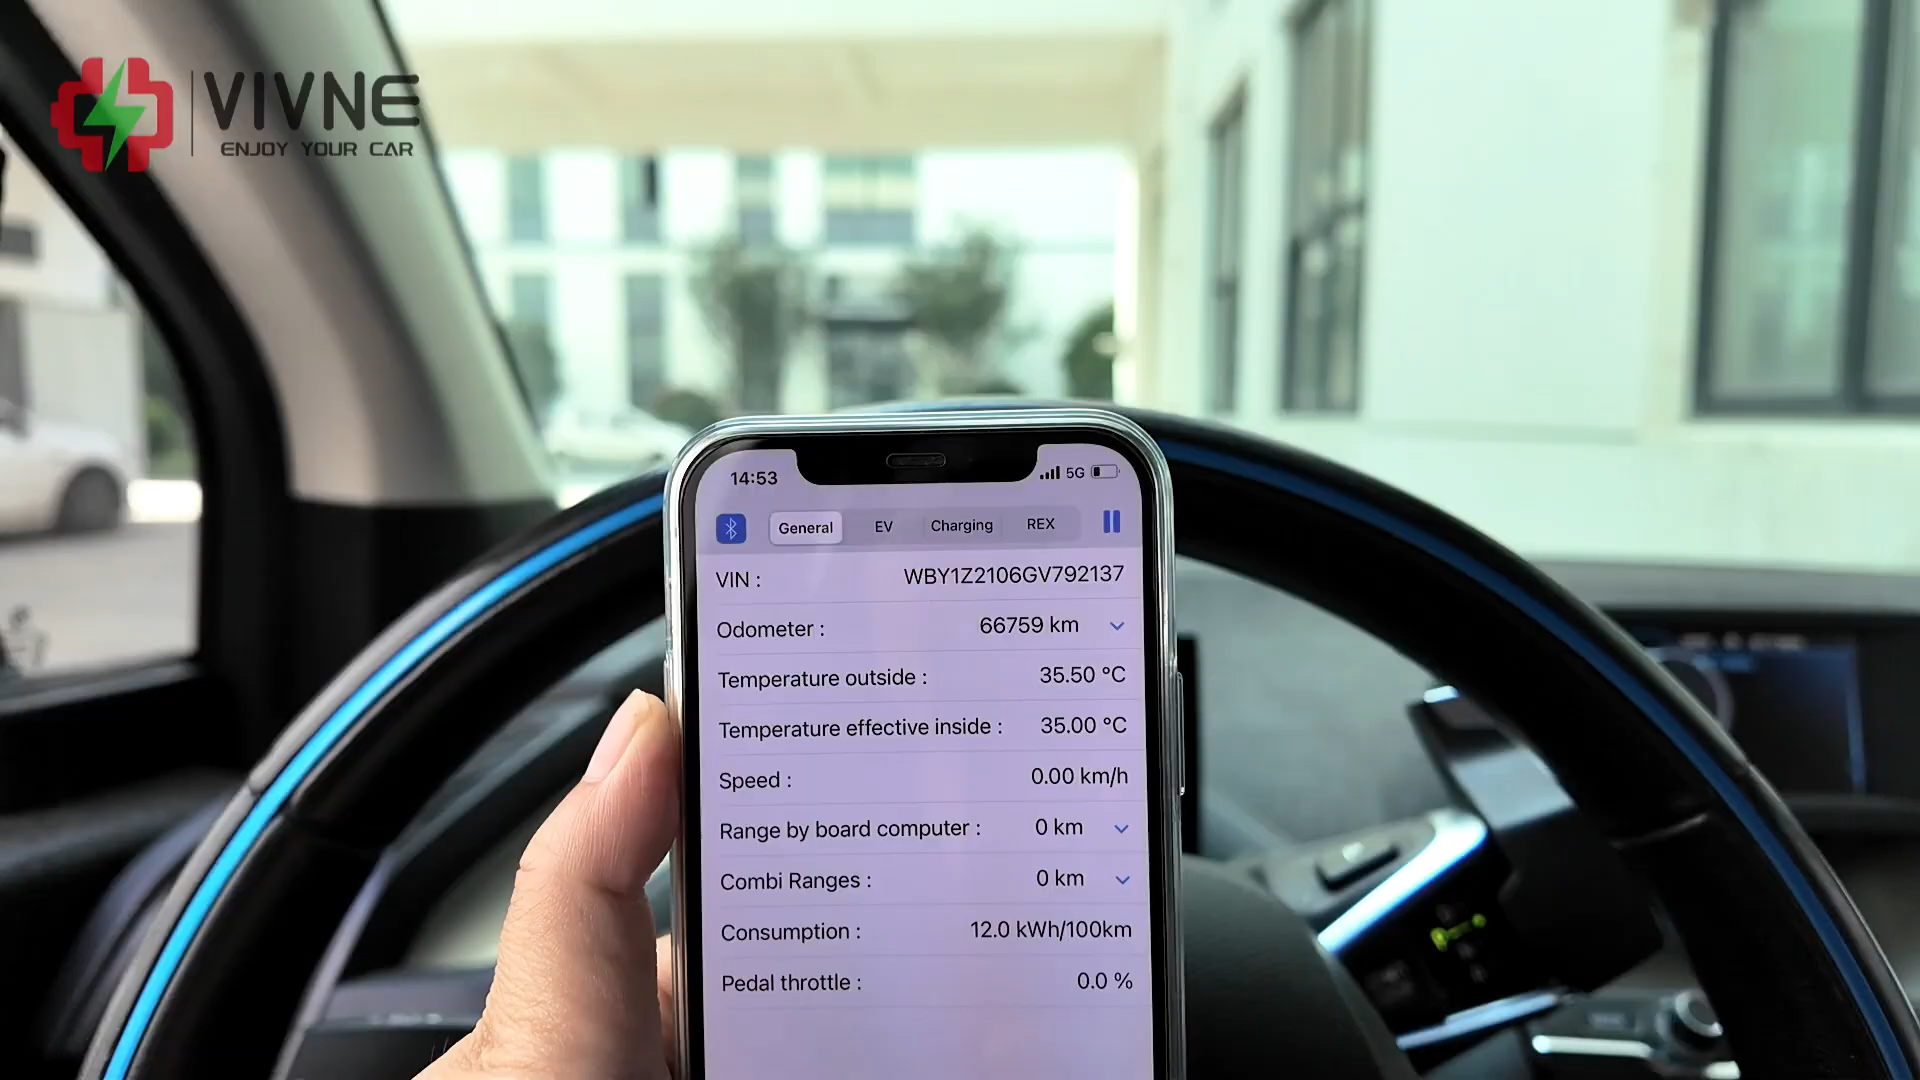 VIVNE
ENJOY YOUR CAR
14:53 5G
General EV Charging REX
VIN : WBY1Z2106GV792137
Odometer : 66759 km
Temperature outside : 35.50 °C
Temperature effective inside : 35.00 °C
Speed : 0.00 km/h
Range by board computer : 0 km
Combi Ranges : 0 km
Consumption : 12.0 kWh/100km
Pedal throttle : 0.0 %